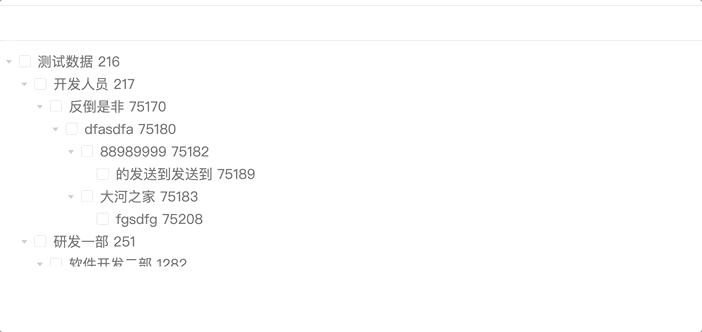 测试数据 216
开发人员 217
反倒是非 75170
dfasdfa 75180
88989999 75182
的发送到发送到 75189
大河之家 75183
fgsdfg 75208
研发一部 251
软件开发二部 1282